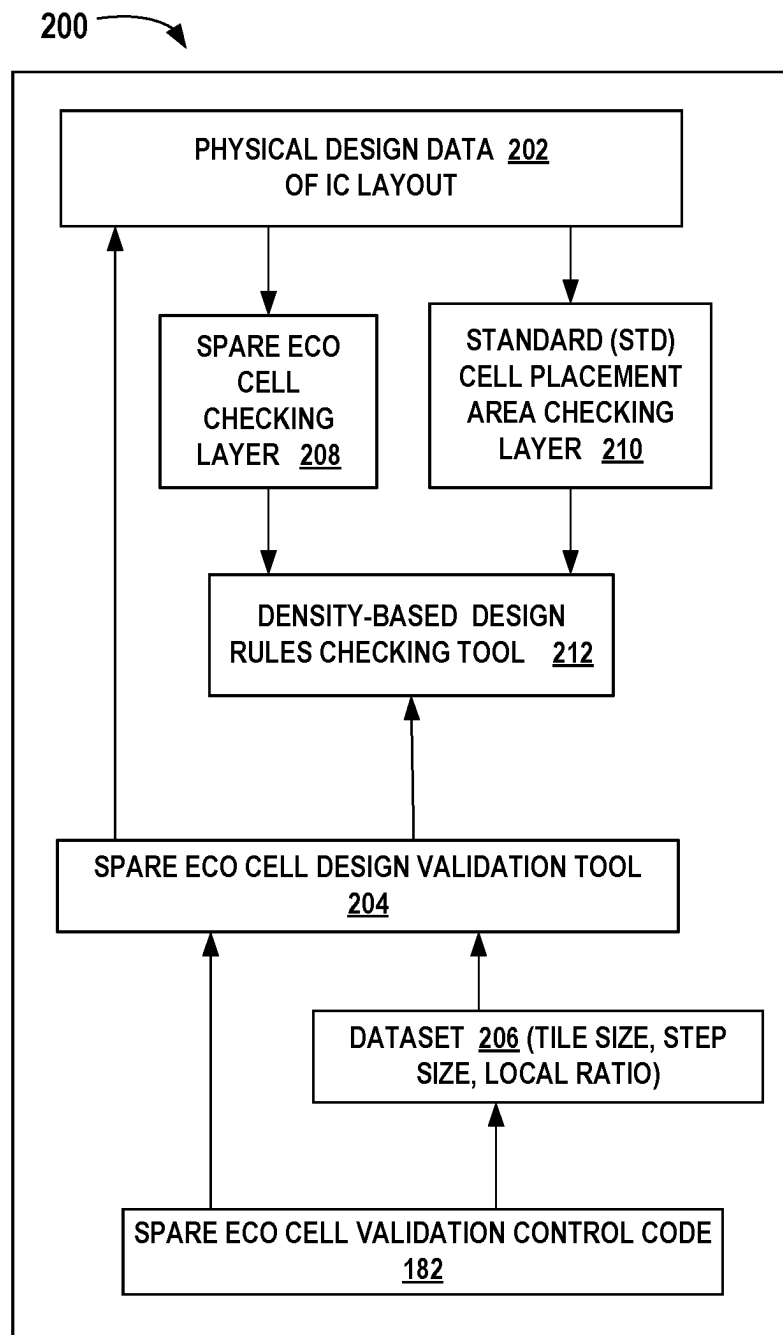 200
PHYSICAL DESIGN DATA 202
OF IC LAYOUT
SPARE ECO
CELL
CHECKING
LAYER 208
STANDARD (STD)
CELL PLACEMENT
AREA CHECKING
LAYER 210
DENSITY-BASED DESIGN
RULES CHECKING TOOL 212
SPARE ECO CELL DESIGN VALIDATION TOOL
204
DATASET 206 (TILE SIZE, STEP
SIZE, LOCAL RATIO)
SPARE ECO CELL VALIDATION CONTROL CODE
182